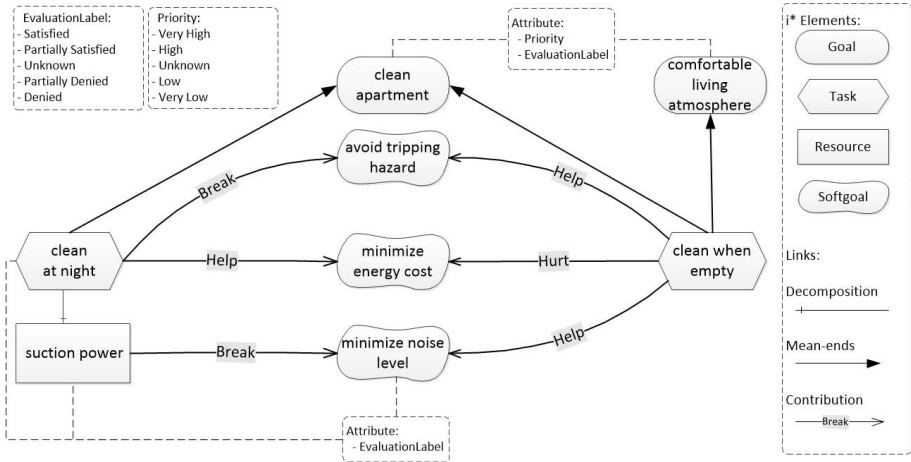 EvaluationLabel:
- Satisfied
- Partially Satisfied
- Unknown
- Partially Denied
- Denied
Priority:
- Very High
- High
- Unknown
- Low
- Very Low
Attribute:
- Priority
- EvaluationLabel
clean
apartment
comfortable
living
atmosphere
avoid tripping
hazard
Break
Help
clean
at night
Help
minimize
energy cost
Hurt
clean when
empty
suction power
Break
minimize noise
level
Help
Attribute:
- EvaluationLabel
i* Elements:
Goal
Task
Resource
Softgoal
Links:
Decomposition
Mean-ends
Contribution
Break